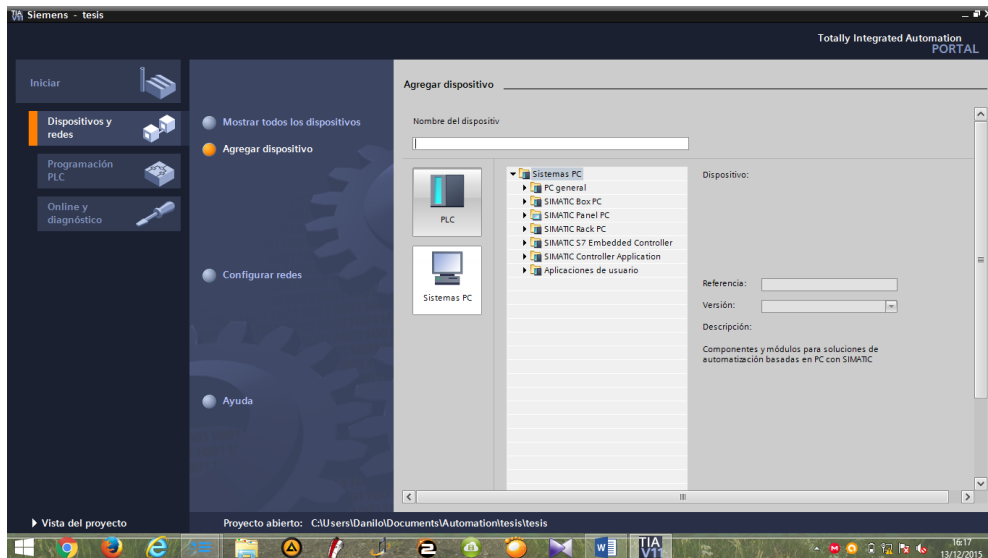 Siemens - tesis
Totally Integrated Automation
PORTAL
Iniciar
Dispositivos y
redes
Programación
PLC
Online y
diagnóstico
Mostrar todos los dispositivos
Agregar dispositivo
Configurar redes
Ayuda
Agregar dispositivo
Nombre del dispositiv
PLC
Sistemas PC
Sistemas PC
PC general
SIMATIC Box PC
SIMATIC Panel PC
SIMATIC Rack PC
SIMATIC S7 Embedded Controller
SIMATIC Controller Application
Aplicaciones de usuario
Dispositivo:
Referencia:
Versión:
Descripción:
Componentes y módulos para soluciones de
automatización basadas en PC con SIMATIC
Vista del proyecto
Proyecto abierto: C:\Users\Danilo\Documents\Automation\tesis\tesis
TIA
V11
16:17
13/12/2015